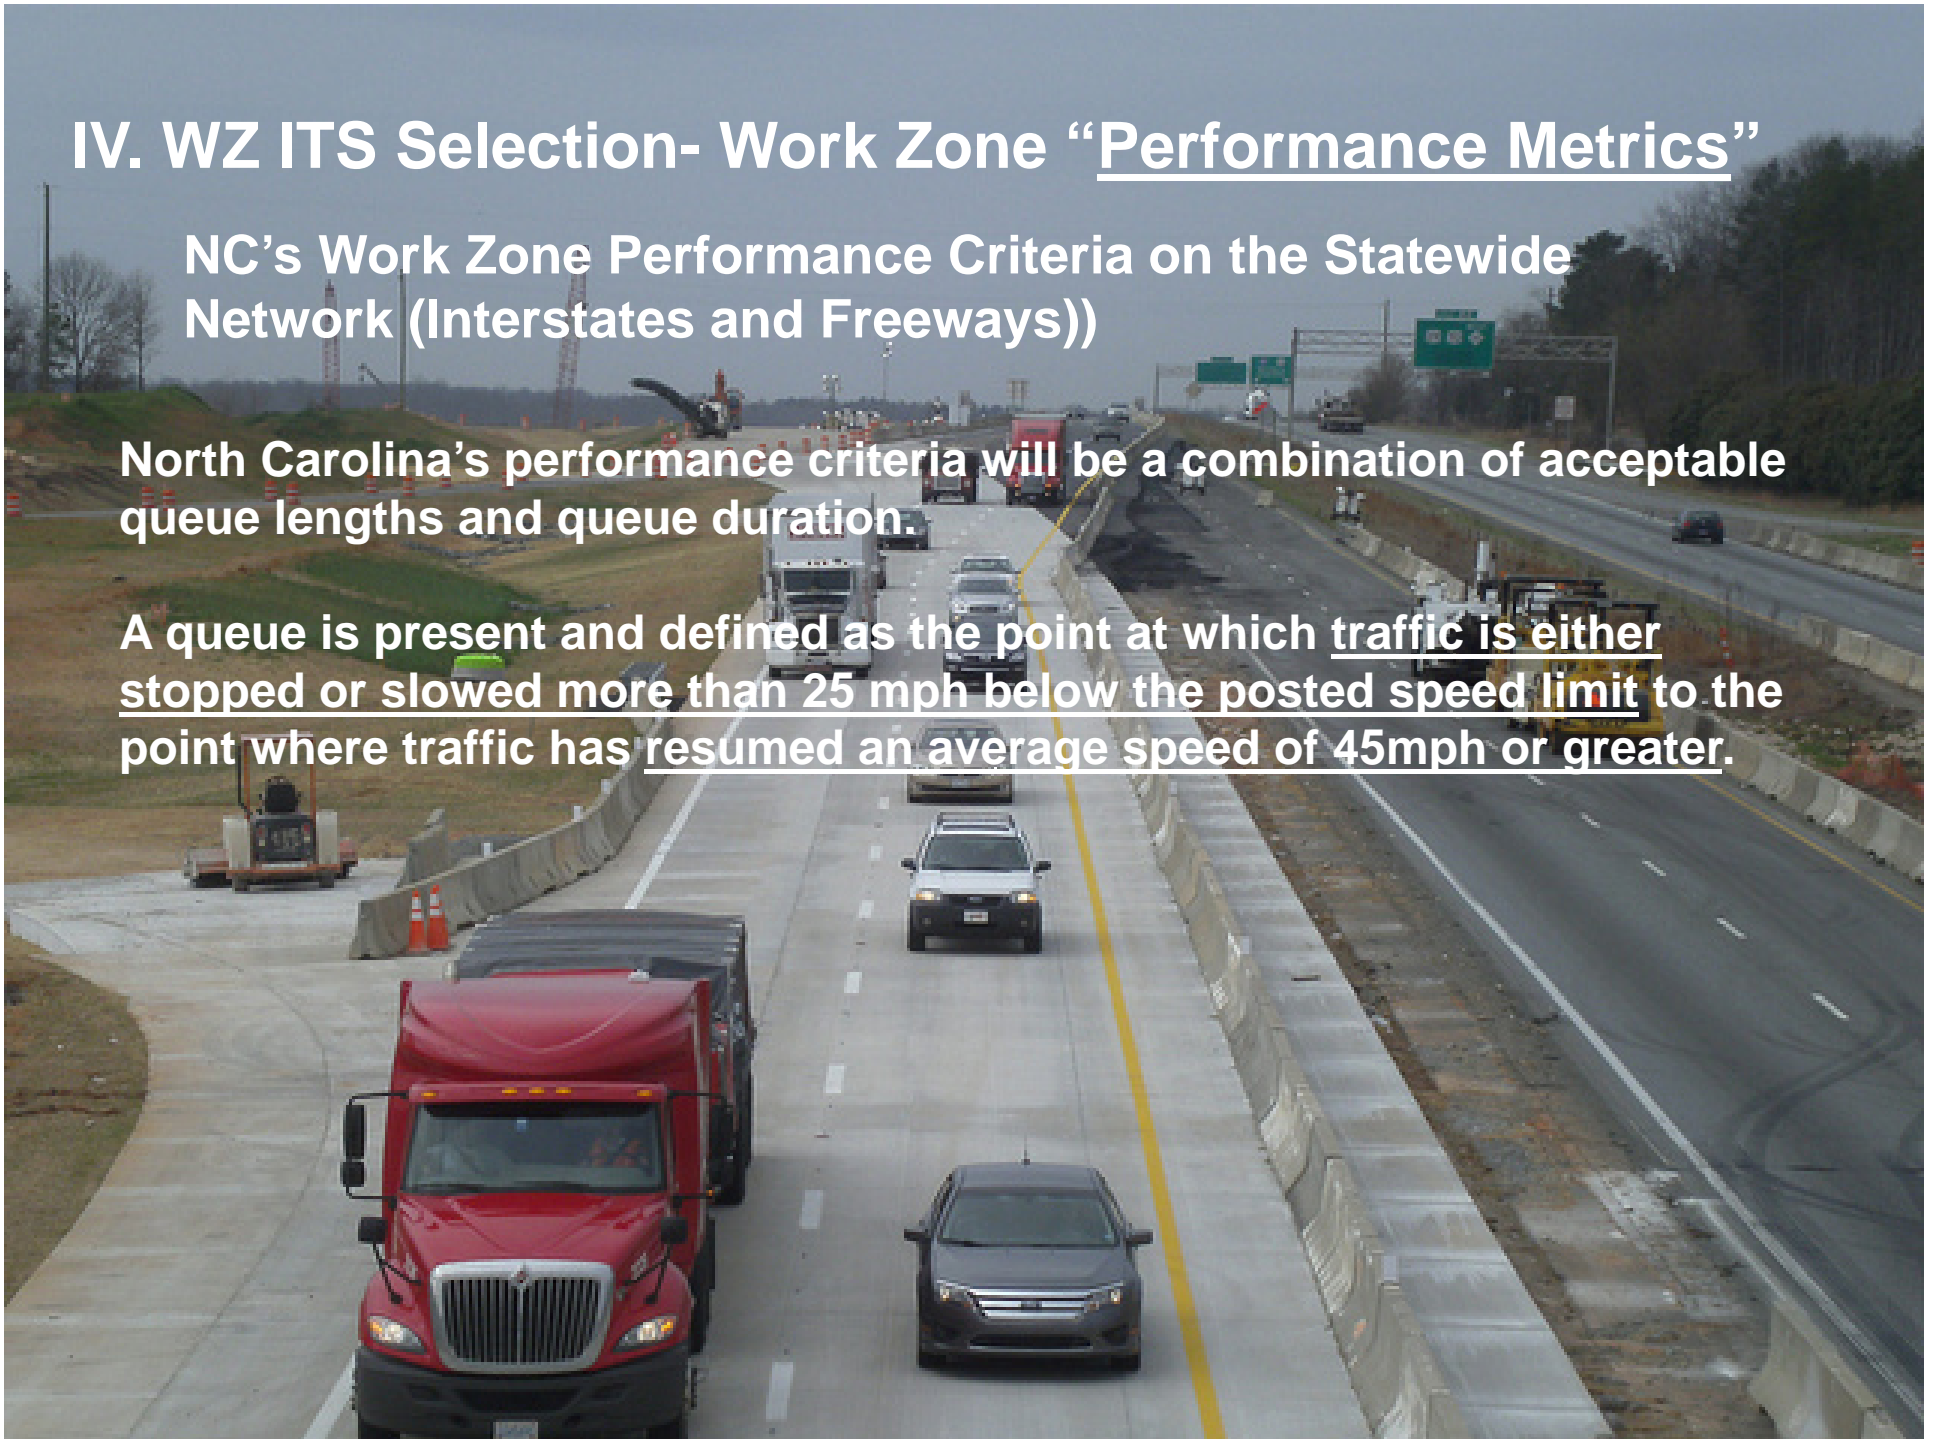 IV. WZ ITS Selection- Work Zone “Performance Metrics”
NC’s Work Zone Performance Criteria on the Statewide
Network (Interstates and Freeways))
North Carolina’s performance criteria will be a combination of acceptable
queue lengths and queue duration.
A queue is present and defined as the point at which traffic is either
stopped or slowed more than 25 mph below the posted speed limit to the
point where traffic has resumed an average speed of 45mph or greater.